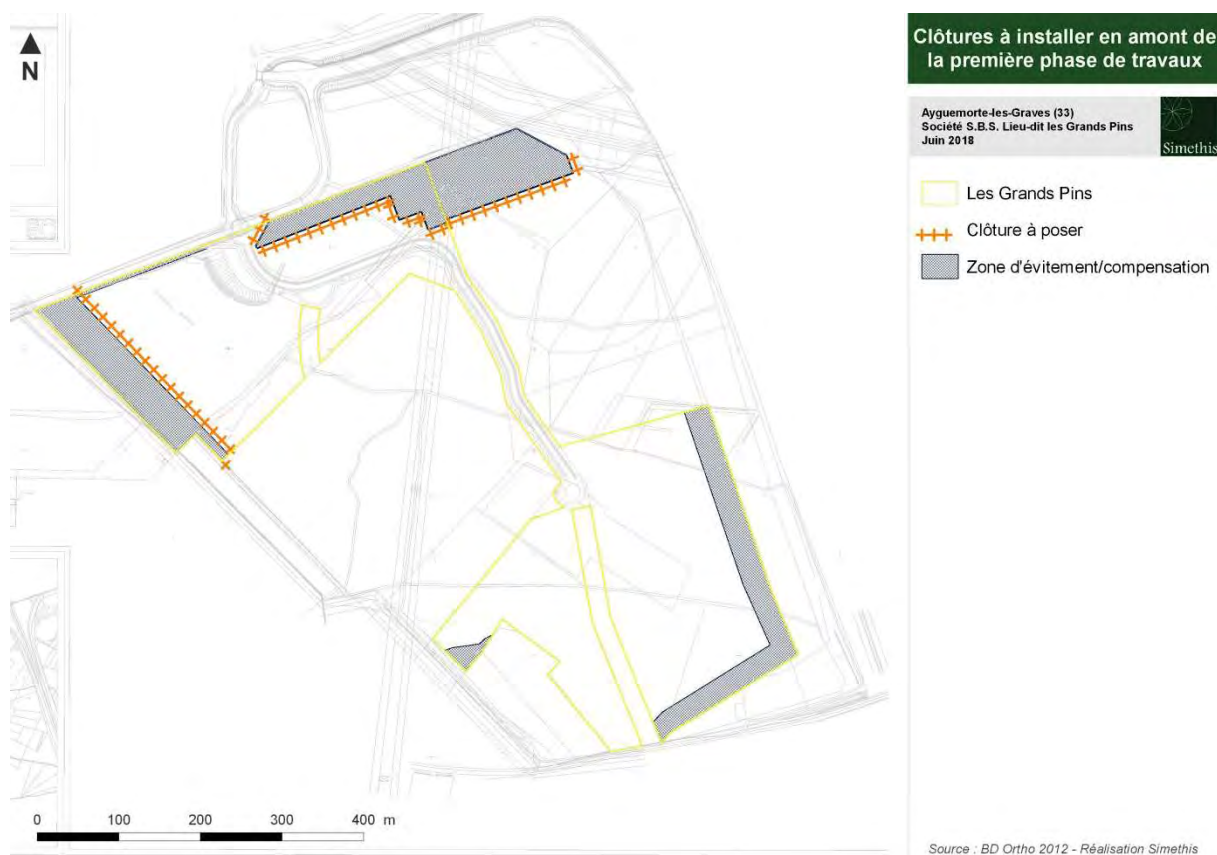 N
Clôtures à installer en amont de
la première phase de travaux
Ayguemorte-les-Graves (33)
Société S.B.S. Lieu-dit les Grands Pins
Juin 2018
Simethis
Les Grands Pins
Clôture à poser
Zone d'évitement/compensation
0 100 200 300 400 m
Source : BD Ortho 2012 - Réalisation Simethis